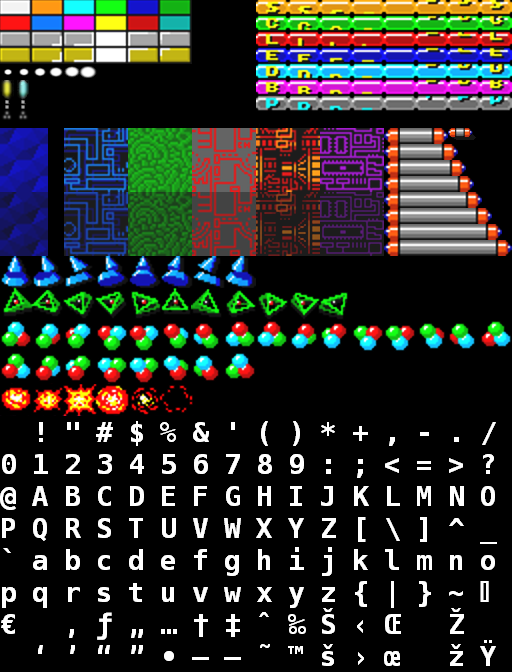 ! " # $ % & ' ( ) * + , - . /
0 1 2 3 4 5 6 7 8 9 : ; < = > ?
@ A B C D E F G H I J K L M N O
P Q R S T U V W X Y Z [ \ ] ^ _
` a b c d e f g h i j k l m n o
p q r s t u v w x y z { | } ~ ▯
€ ‚ ƒ „ … † ‡ ˆ ‰ Š ‹ Œ Ž
‘ ’ “ ” • – — ˜ ™ š › œ ž Ÿ